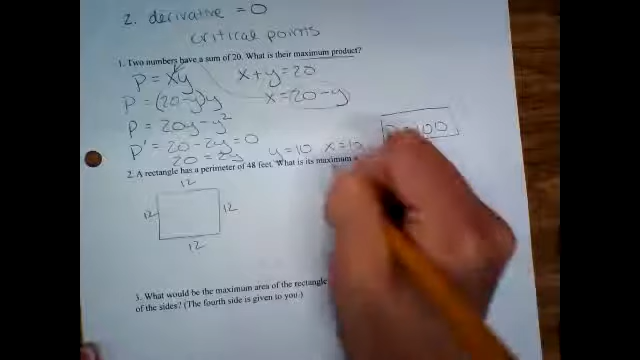 2. derivative = 0
critical points
1. Two numbers have a sum of 20. What is their maximum product?
P = xy x+y=20
P = (20-y)y x=20-y
P = 20y-y²
P' = 20-2y=0
20 = 2y y=10 x=10 P=100
2. A rectangle has a perimeter of 48 feet. What is its maximum
12
12 12
12
3. What would be the maximum area of the rectangle
of the sides? (The fourth side is given to you.)